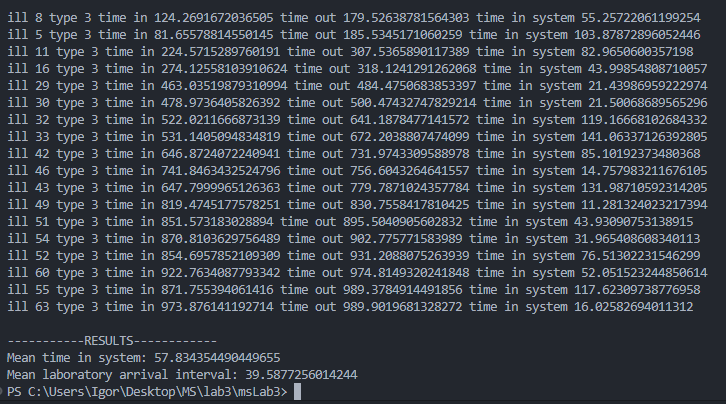 ill 8 type 3 time in 124.2691672036505 time out 179.52638781564303 time in system 55.25722061199254
ill 5 type 3 time in 81.65578814550145 time out 185.5345171060259 time in system 103.87872896052446
ill 11 type 3 time in 224.5715289760191 time out 307.5365890117389 time in system 82.9650600357198
ill 16 type 3 time in 274.12558103910624 time out 318.1241291262068 time in system 43.99854808710057
ill 29 type 3 time in 463.03519879310994 time out 484.4750683853397 time in system 21.43986959222974
ill 30 type 3 time in 478.9736405826392 time out 500.47432747829214 time in system 21.50068689565296
ill 32 type 3 time in 522.0211666873139 time out 641.1878477141572 time in system 119.16668102684332
ill 33 type 3 time in 531.1405094834819 time out 672.2038807474099 time in system 141.06337126392805
ill 42 type 3 time in 646.8724072240941 time out 731.9743309588978 time in system 85.10192373480368
ill 46 type 3 time in 741.8463432524796 time out 756.6043264641557 time in system 14.757983211676105
ill 43 type 3 time in 647.7999965126363 time out 779.7871024357784 time in system 131.98710592314205
ill 49 type 3 time in 819.4745177578251 time out 830.7558417810425 time in system 11.281324023217394
ill 51 type 3 time in 851.573183028894 time out 895.5040905602832 time in system 43.93090753138915
ill 54 type 3 time in 870.8103629756489 time out 902.775771583989 time in system 31.965408608340113
ill 52 type 3 time in 854.6957852109309 time out 931.2088075263939 time in system 76.51302231546299
ill 60 type 3 time in 922.7634087793342 time out 974.8149320241848 time in system 52.051523244850614
ill 55 type 3 time in 871.755394061416 time out 989.3784914491856 time in system 117.62309738776958
ill 63 type 3 time in 973.876141192714 time out 989.9019681328272 time in system 16.02582694011312
-----------RESULTS------------
Mean time in system: 57.834354490449655
Mean laboratory arrival interval: 39.5877256014244
PS C:\Users\Igor\Desktop\MS\lab3\msLab3>